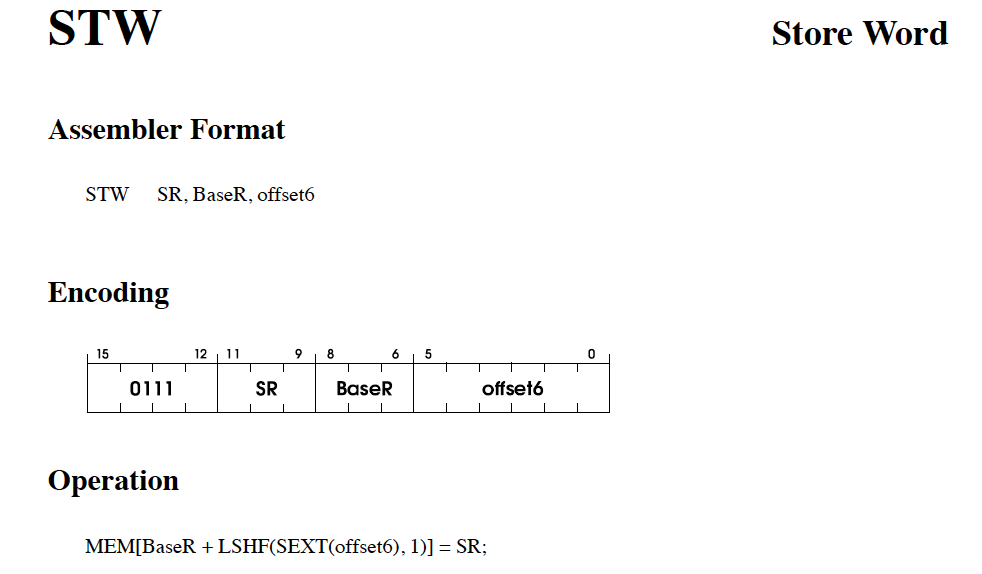 STW Store Word
Assembler Format
STW SR, BaseR, offset6
Encoding
15 12 11 9 8 6 5 0
0111 SR BaseR offset6
Operation
MEM[BaseR + LSHF(SEXT(offset6), 1)] = SR;